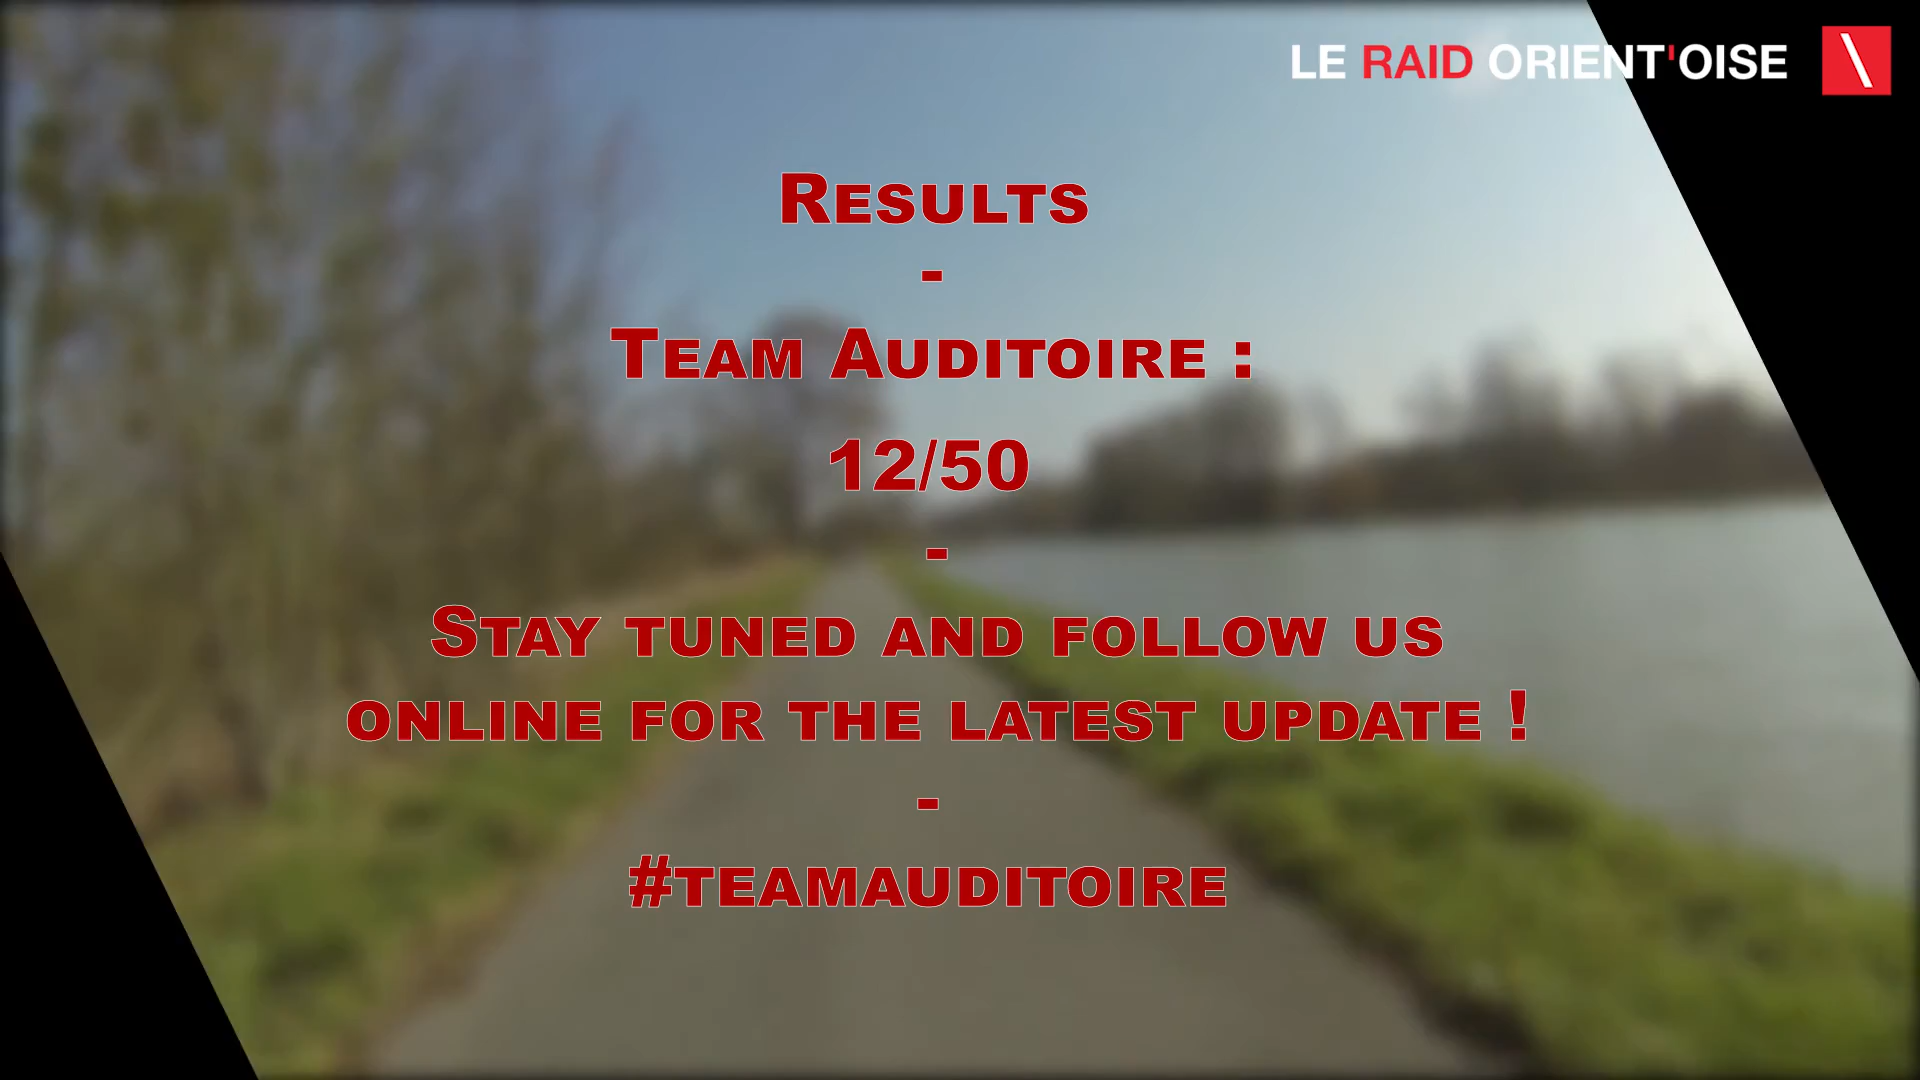 LE RAID ORIENT'OISE
Results
-
Team Auditoire :
12/50
-
Stay tuned and follow us
online for the latest update !
-
#teamauditoire